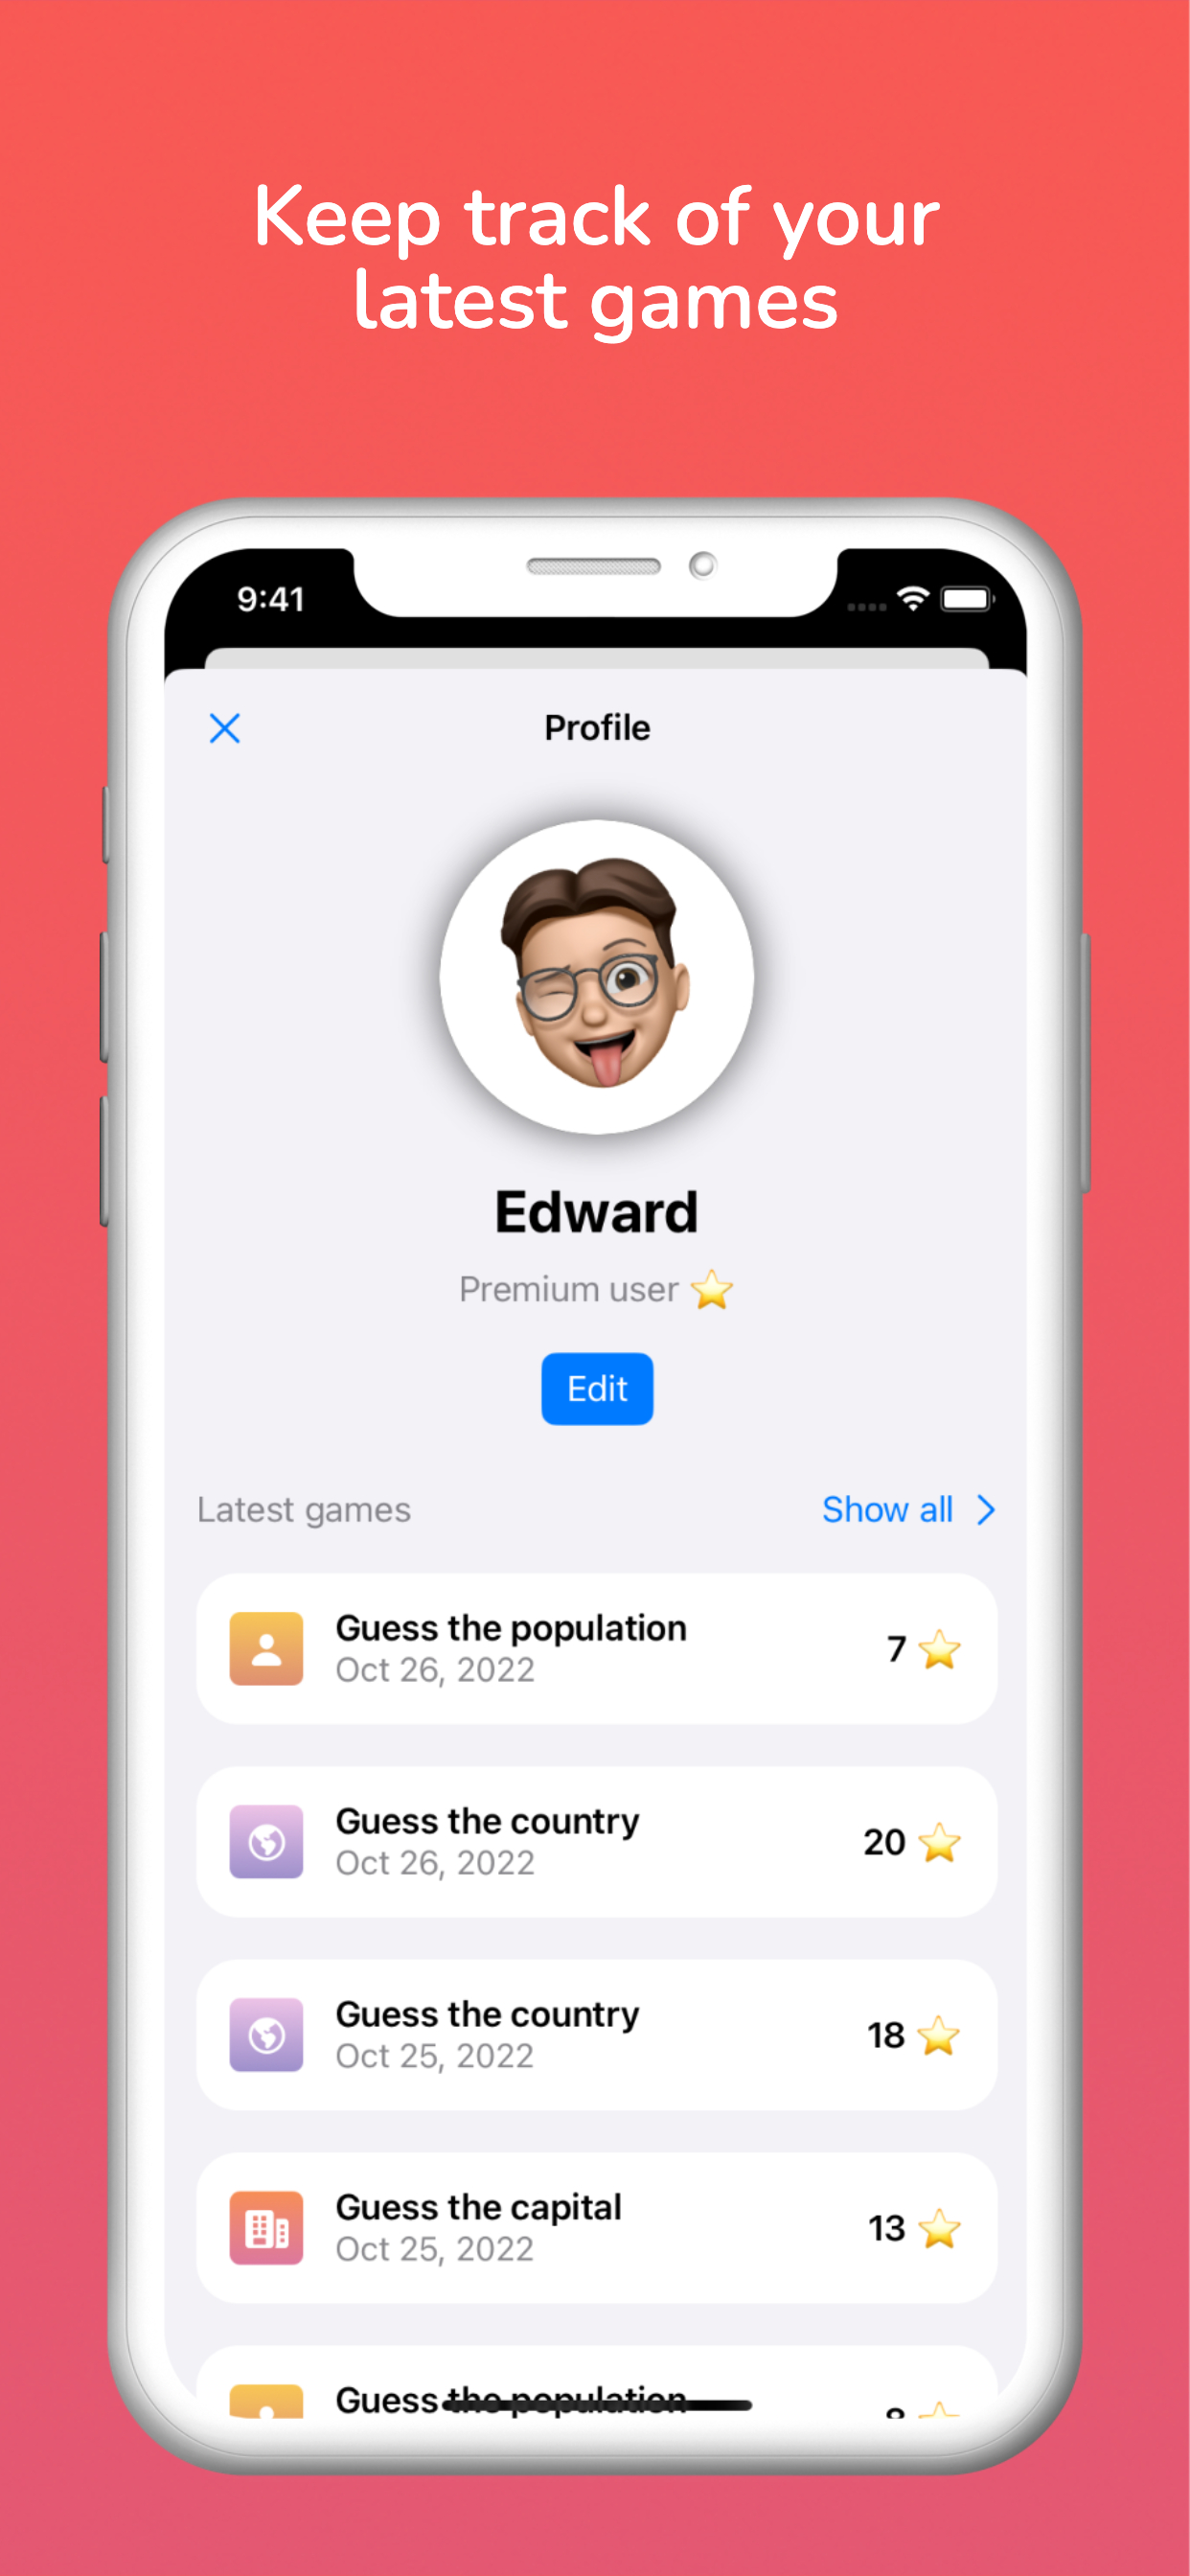 Keep track of your
latest games
9:41
Profile
Edward
Premium user
Edit
Latest games
Show all
Guess the population
Oct 26, 2022
7
Guess the country
Oct 26, 2022
20
Guess the country
Oct 25, 2022
18
Guess the capital
Oct 25, 2022
13
Guess the population